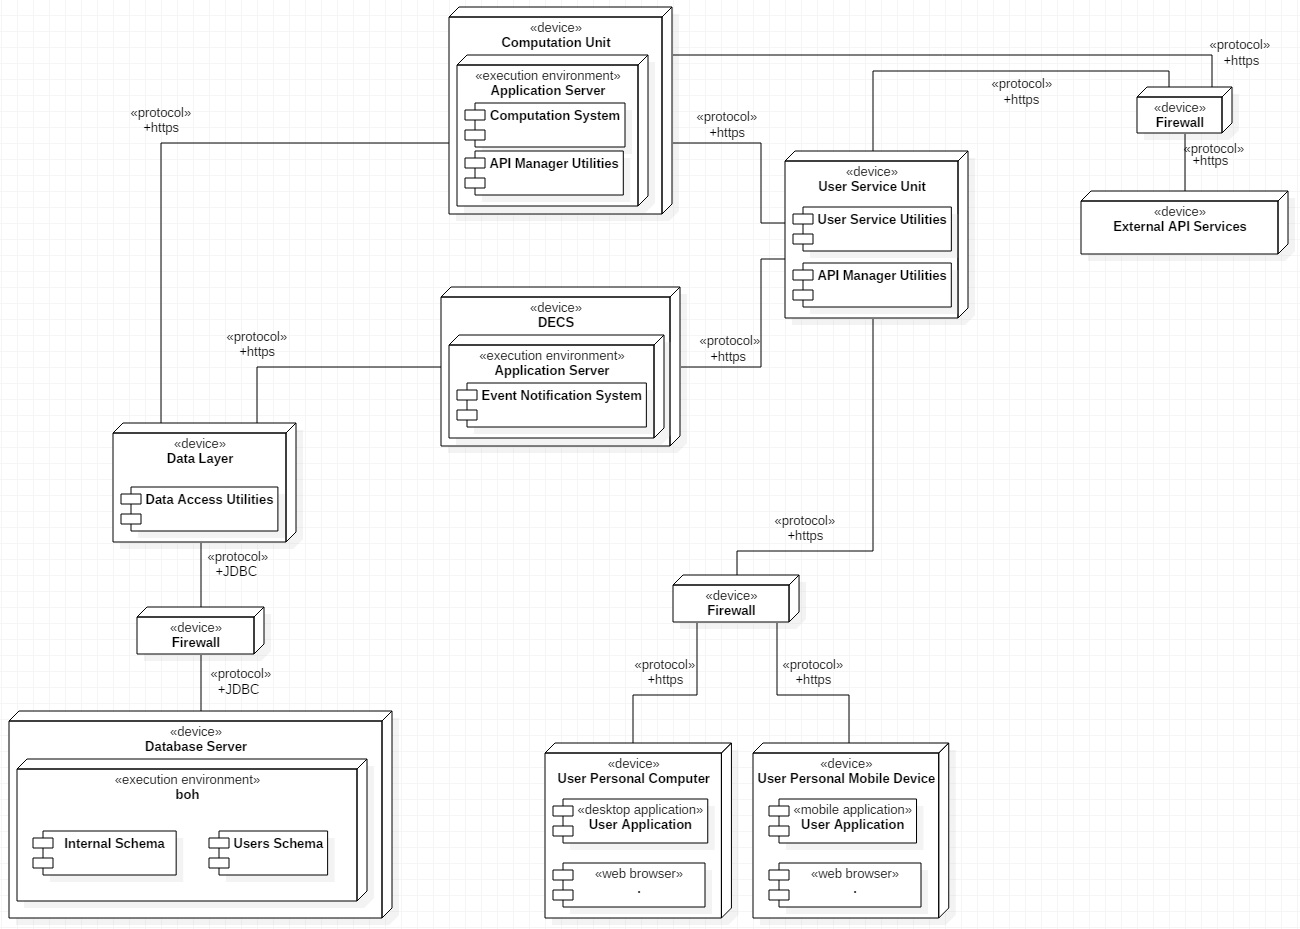 «device»
Computation Unit
«execution environment»
Application Server
Computation System
API Manager Utilities
«protocol»
+https
«protocol»
+https
«protocol»
+https
«protocol»
+https
«device»
Firewall
«protocol»
+https
«device»
External API Services
«device»
User Service Unit
User Service Utilities
API Manager Utilities
«device»
DECS
«execution environment»
Application Server
Event Notification System
«protocol»
+https
«protocol»
+https
«device»
Data Layer
Data Access Utilities
«protocol»
+JDBC
«device»
Firewall
«protocol»
+JDBC
«device»
Database Server
«execution environment»
boh
Internal Schema
Users Schema
«protocol»
+https
«device»
Firewall
«protocol»
+https
«protocol»
+https
«device»
User Personal Computer
«desktop application»
User Application
«web browser»
.
«device»
User Personal Mobile Device
«mobile application»
User Application
«web browser»
.